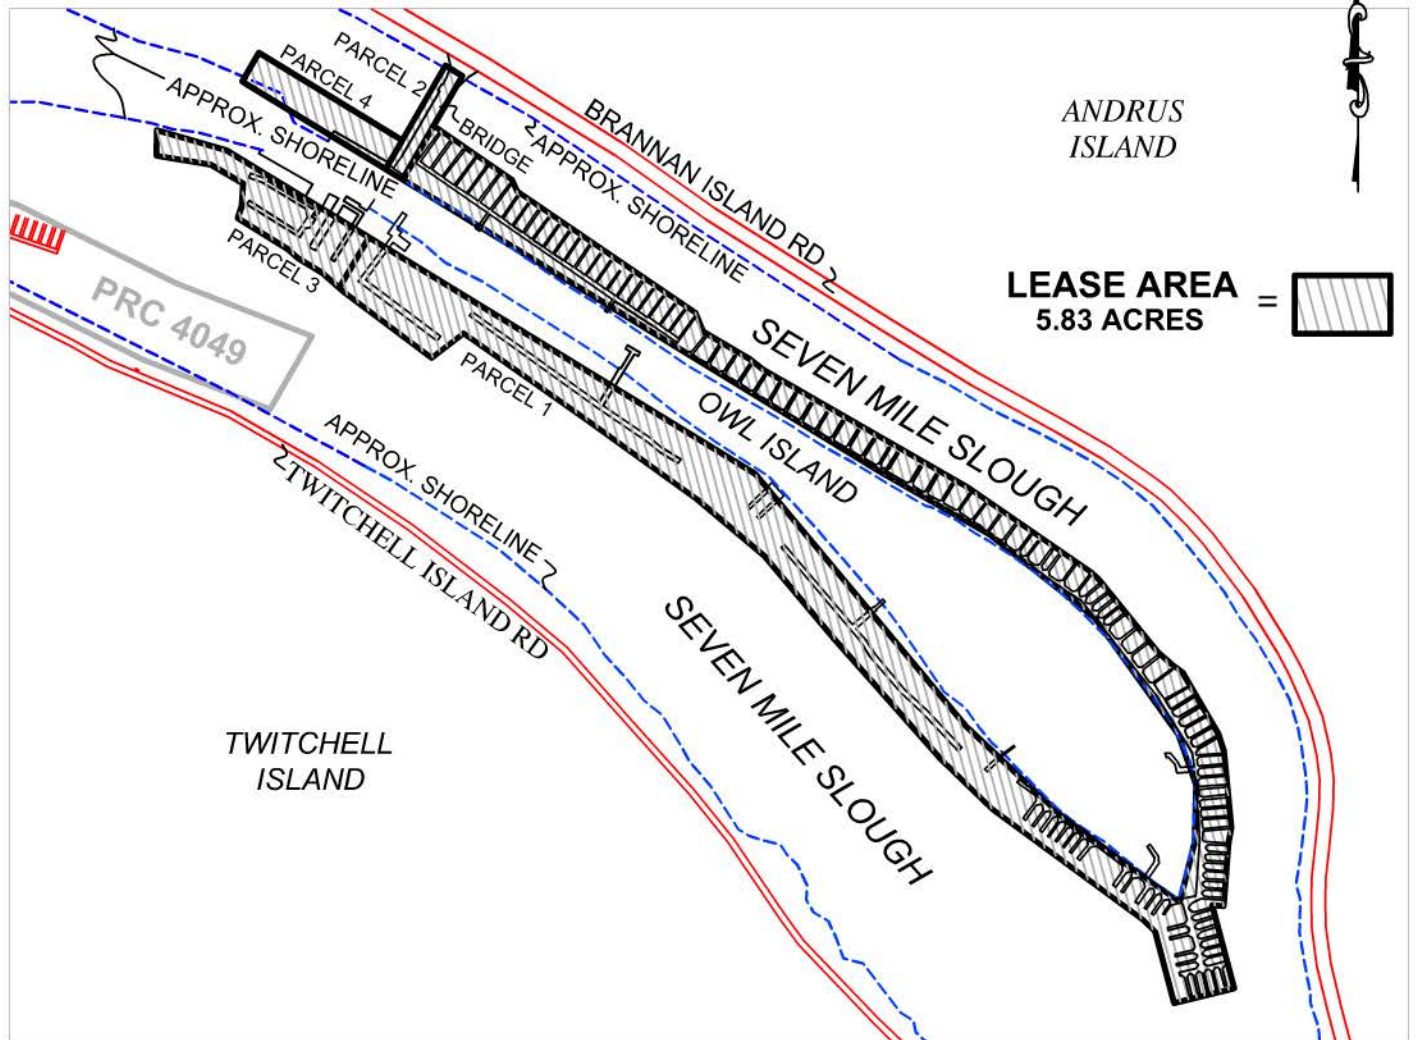 PARCEL 2
PARCEL 4
BRANNAN ISLAND RD
ANDRUS
ISLAND
APPROX. SHORELINE
BRIDGE
APPROX. SHORELINE
PARCEL 3
PRC 4049
LEASE AREA =
5.83 ACRES
SEVEN MILE SLOUGH
PARCEL 1
OWL ISLAND
APPROX. SHORELINE
TWITCHELL ISLAND RD
SEVEN MILE SLOUGH
TWITCHELL
ISLAND